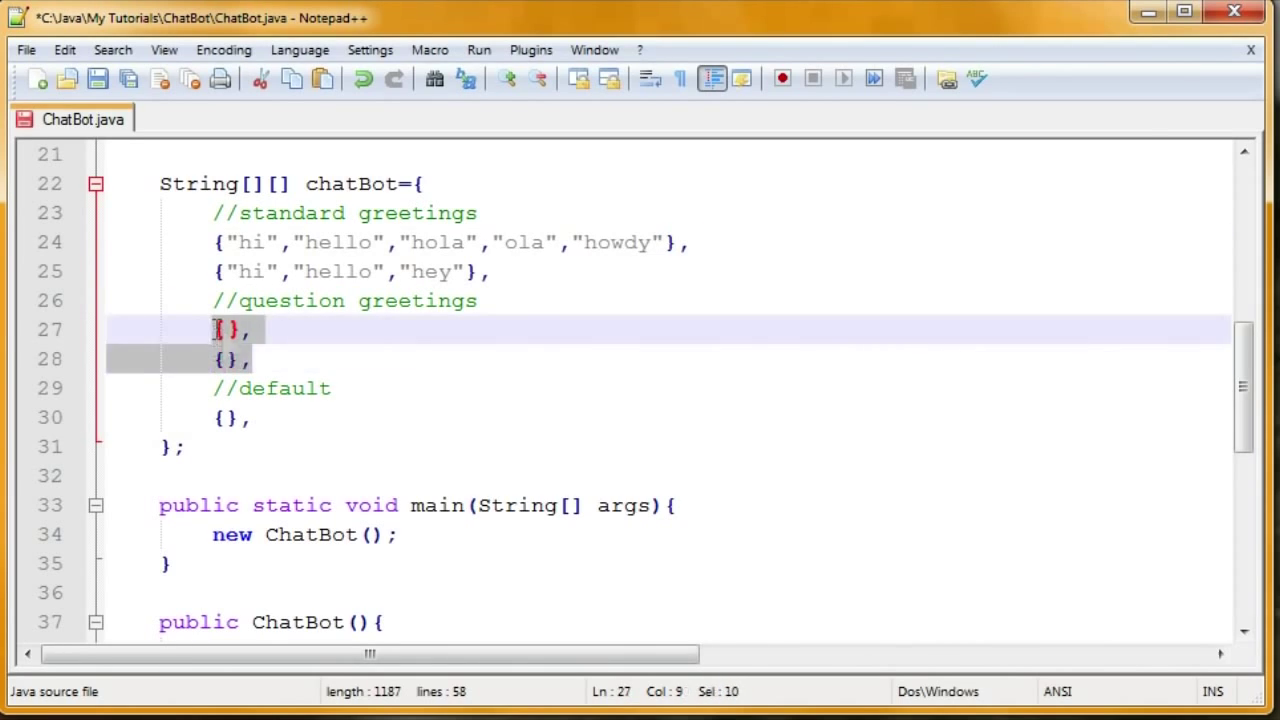 *C:\Java\My Tutorials\ChatBot\ChatBot.java - Notepad++
File Edit Search View Encoding Language Settings Macro Run Plugins Window ? X
ABC
ChatBot.java
21
22 String[][] chatBot={
23 //standard greetings
24 {"hi","hello","hola","ola","howdy"},
25 {"hi","hello","hey"},
26 //question greetings
27 {},
28 {},
29 //default
30 {},
31 };
32
33 public static void main(String[] args){
34 new ChatBot();
35 }
36
37 public ChatBot(){
Java source file length : 1187 lines : 58 Ln : 27 Col : 9 Sel : 10 Dos\Windows ANSI INS